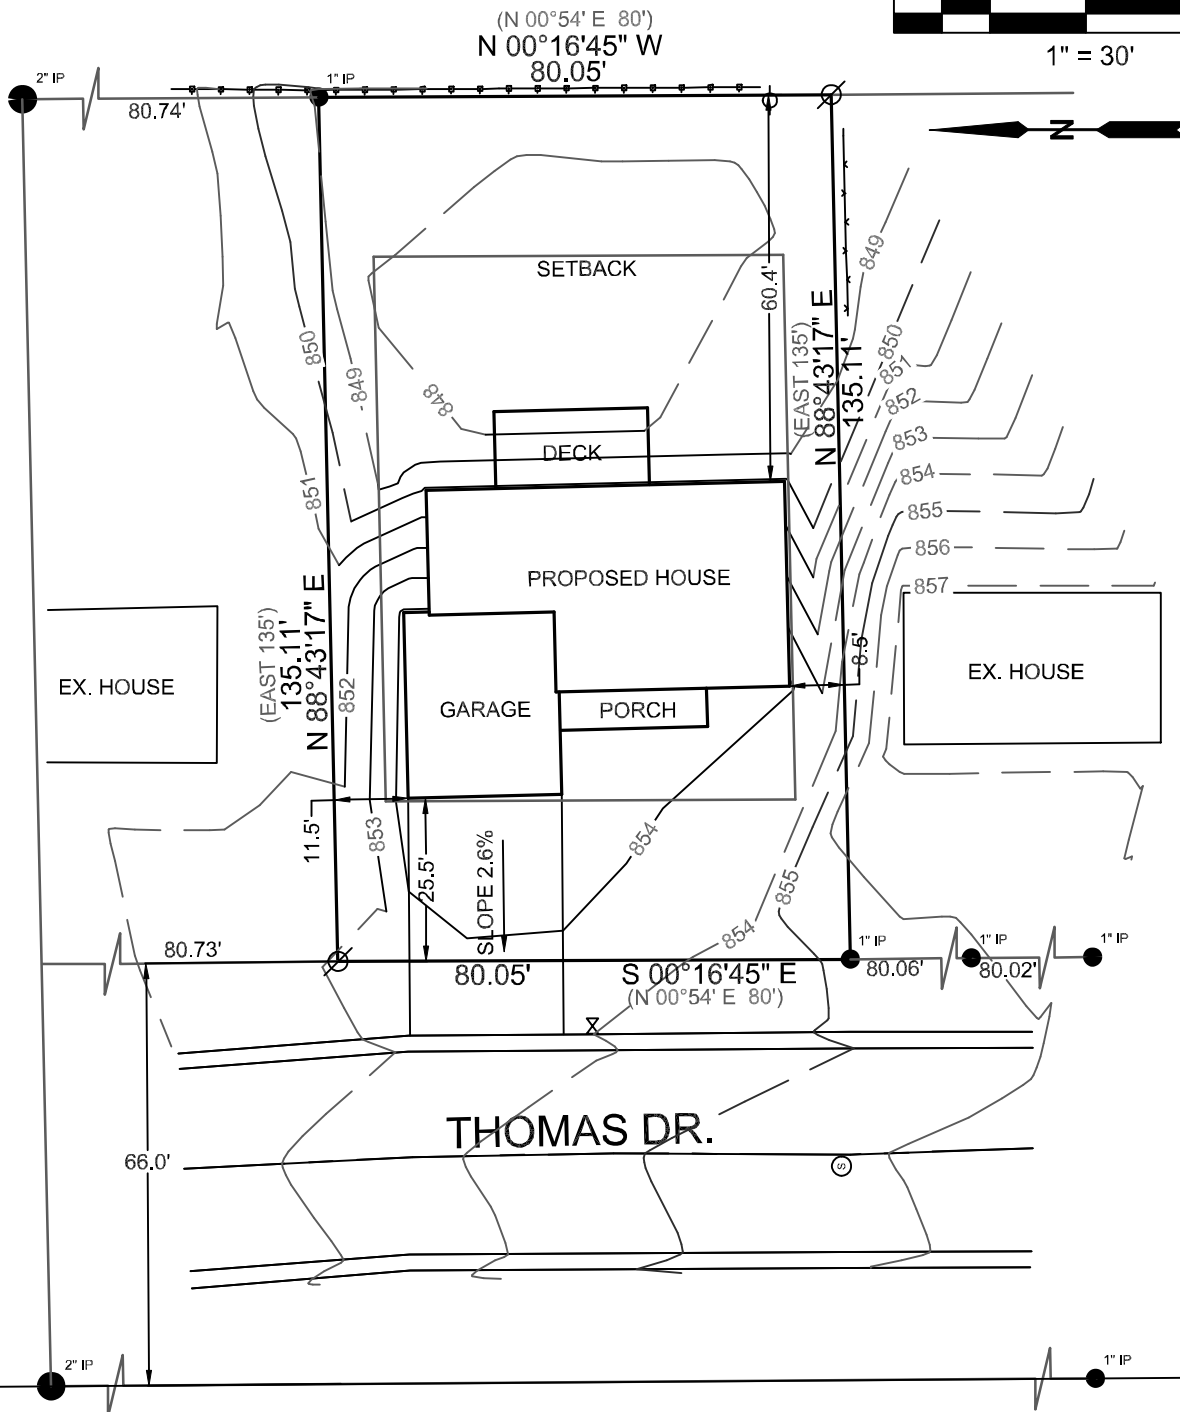 (N 00°54' E  80')
N 00°16'45" W
80.05'
1" = 30'
2" IP
1" IP
80.74'
N
SETBACK
60.4'
849
(EAST 135')
N 88°43'17" E
135.11'
850
850
851
849
852
848
853
DECK
854
851
855
856
PROPOSED HOUSE
857
(EAST 135')
135.11'
N 88°43'17" E
8.5'
EX. HOUSE
852
GARAGE
PORCH
EX. HOUSE
11.5'
853
25.5'
SLOPE 2.6%
854
855
854
80.73'
80.05'
S 00°16'45" E
(N 00°54' E  80')
1" IP
80.06'
1" IP
80.02'
1" IP
THOMAS DR.
66.0'
S
2" IP
1" IP